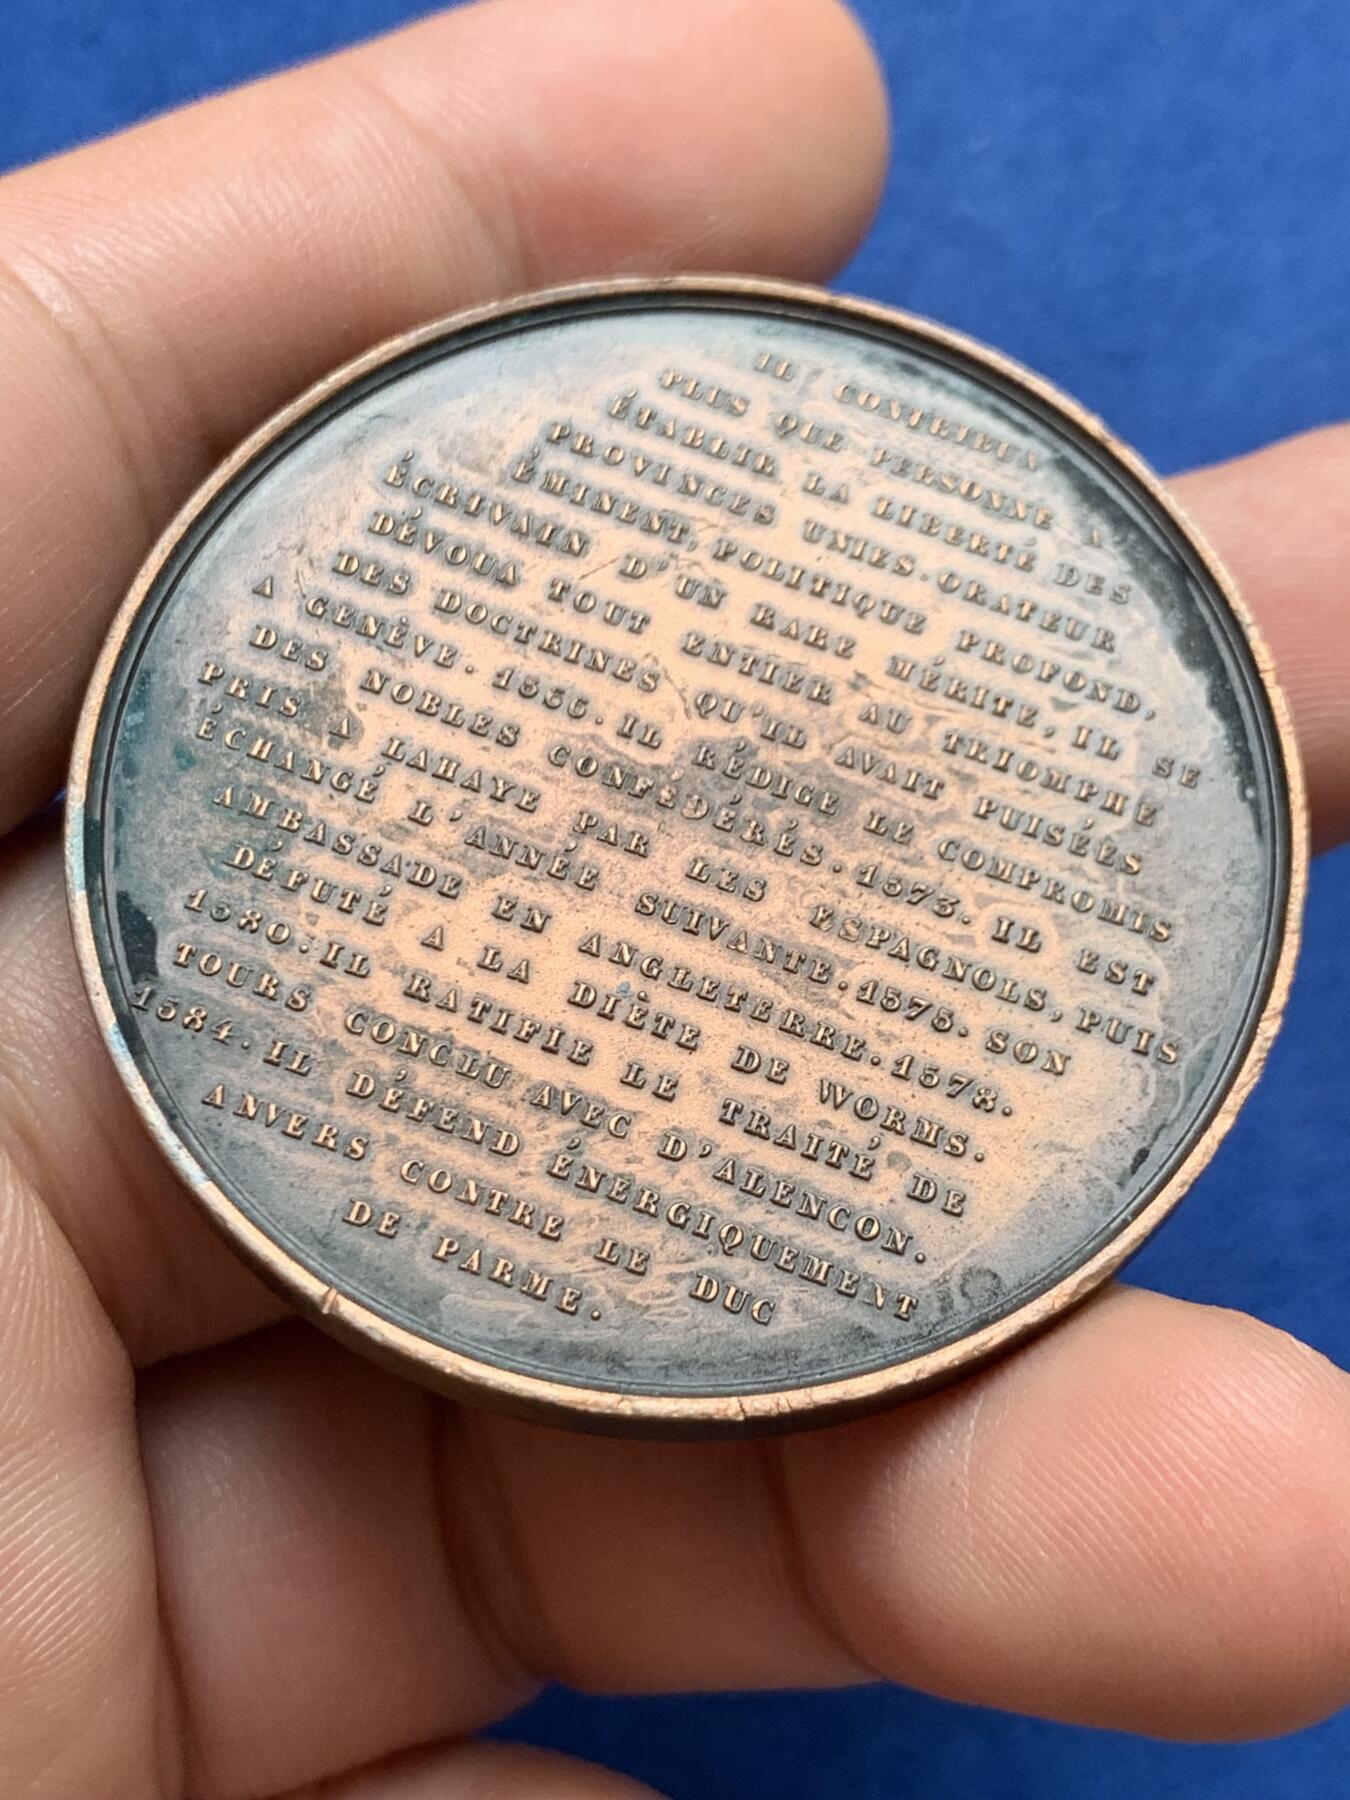 IL CONTRIBUA
PLUS QUE PERSONNE A
ÉTABLIR LA LIBERTÉ DES
PROVINCES UNIES. ORATEUR
ÉMINENT, POLITIQUE PROFOND,
ÉCRIVAIN D'UN RARE MÉRITE, IL SE
DÉVOUA TOUT ENTIER AU TRIOMPHE
DES DOCTRINES QU'IL AVAIT PUISÉES
A GENÈVE. 1566. IL RÉDIGE LE COMPROMIS
DES NOBLES CONFÉDÉRÉS. 1573. IL EST
PRIS A LAHAYE PAR LES ESPAGNOLS, PUIS
ÉCHANGÉ L'ANNÉE SUIVANTE. 1575. SON
AMBASSADE EN ANGLETERRE. 1578.
DÉPUTÉ A LA DIÈTE DE WORMS.
1580. IL RATIFIE LE TRAITÉ DE
TOURS CONCLU AVEC D'ALENCON.
1584. IL DÉFEND ÉNERGIQUEMENT
ANVERS CONTRE LE DUC
DE PARME.